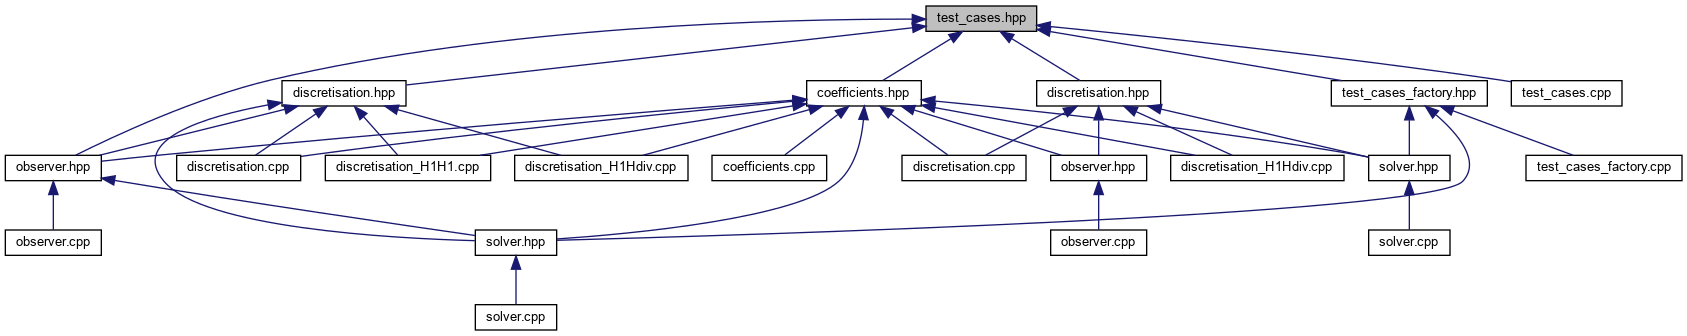 test_cases.hpp
discretisation.hpp
coefficients.hpp
discretisation.hpp
test_cases_factory.hpp
test_cases.cpp
observer.hpp
discretisation.cpp
discretisation_H1H1.cpp
discretisation_H1Hdiv.cpp
coefficients.cpp
discretisation.cpp
observer.hpp
discretisation_H1Hdiv.cpp
solver.hpp
test_cases_factory.cpp
observer.cpp
solver.hpp
observer.cpp
solver.cpp
solver.cpp